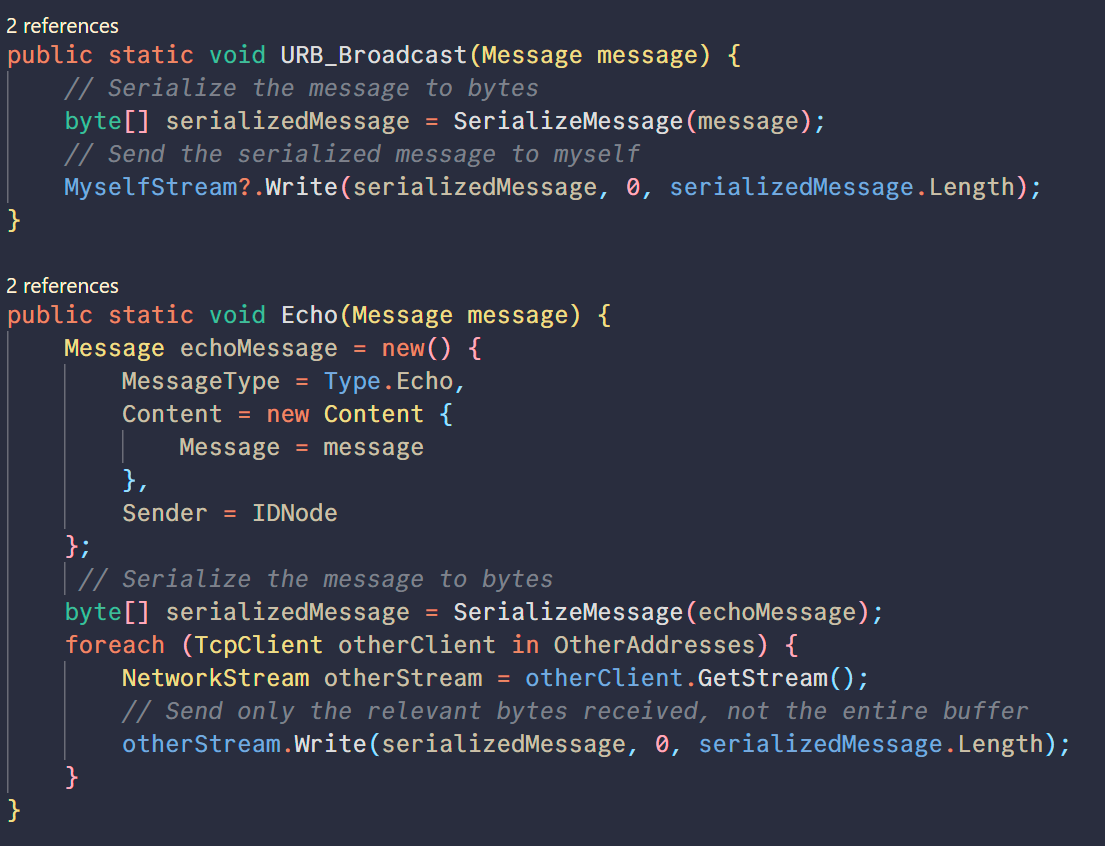 2 references
public static void URB_Broadcast(Message message) {
    // Serialize the message to bytes
    byte[] serializedMessage = SerializeMessage(message);
    // Send the serialized message to myself
    MyselfStream?.Write(serializedMessage, 0, serializedMessage.Length);
}

2 references
public static void Echo(Message message) {
    Message echoMessage = new() {
        MessageType = Type.Echo,
        Content = new Content {
            Message = message
        },
        Sender = IDNode
    };
     // Serialize the message to bytes
    byte[] serializedMessage = SerializeMessage(echoMessage);
    foreach (TcpClient otherClient in OtherAddresses) {
        NetworkStream otherStream = otherClient.GetStream();
        // Send only the relevant bytes received, not the entire buffer
        otherStream.Write(serializedMessage, 0, serializedMessage.Length);
    }
}